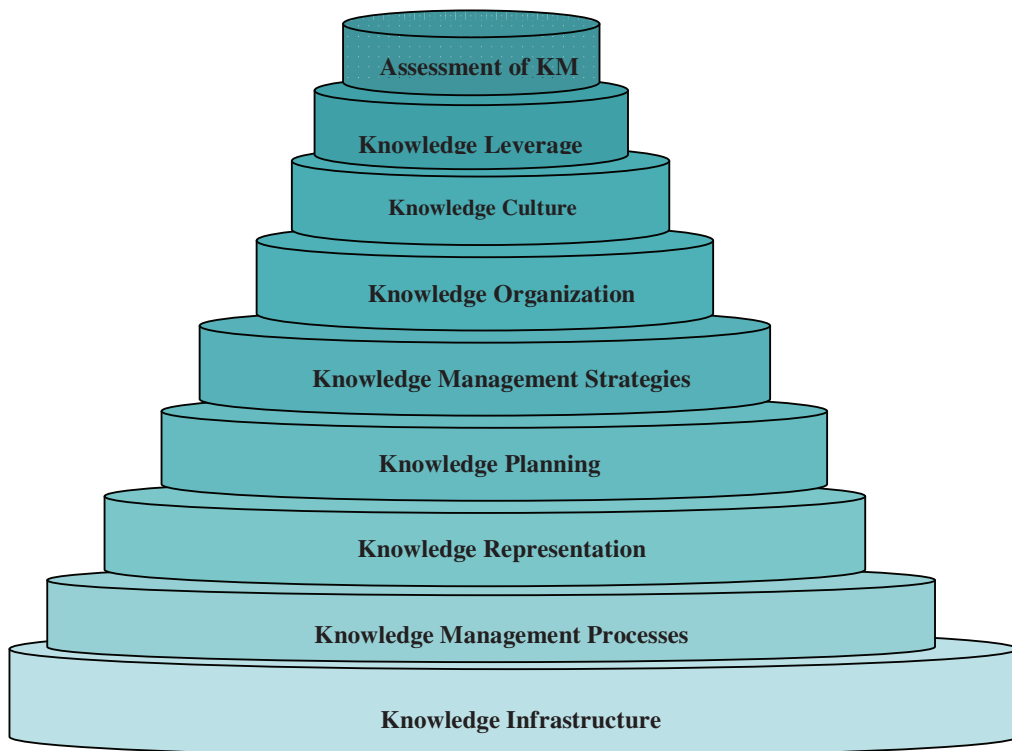 Assessment of KM
Knowledge Leverage
Knowledge Culture
Knowledge Organization
Knowledge Management Strategies
Knowledge Planning
Knowledge Representation
Knowledge Management Processes
Knowledge Infrastructure